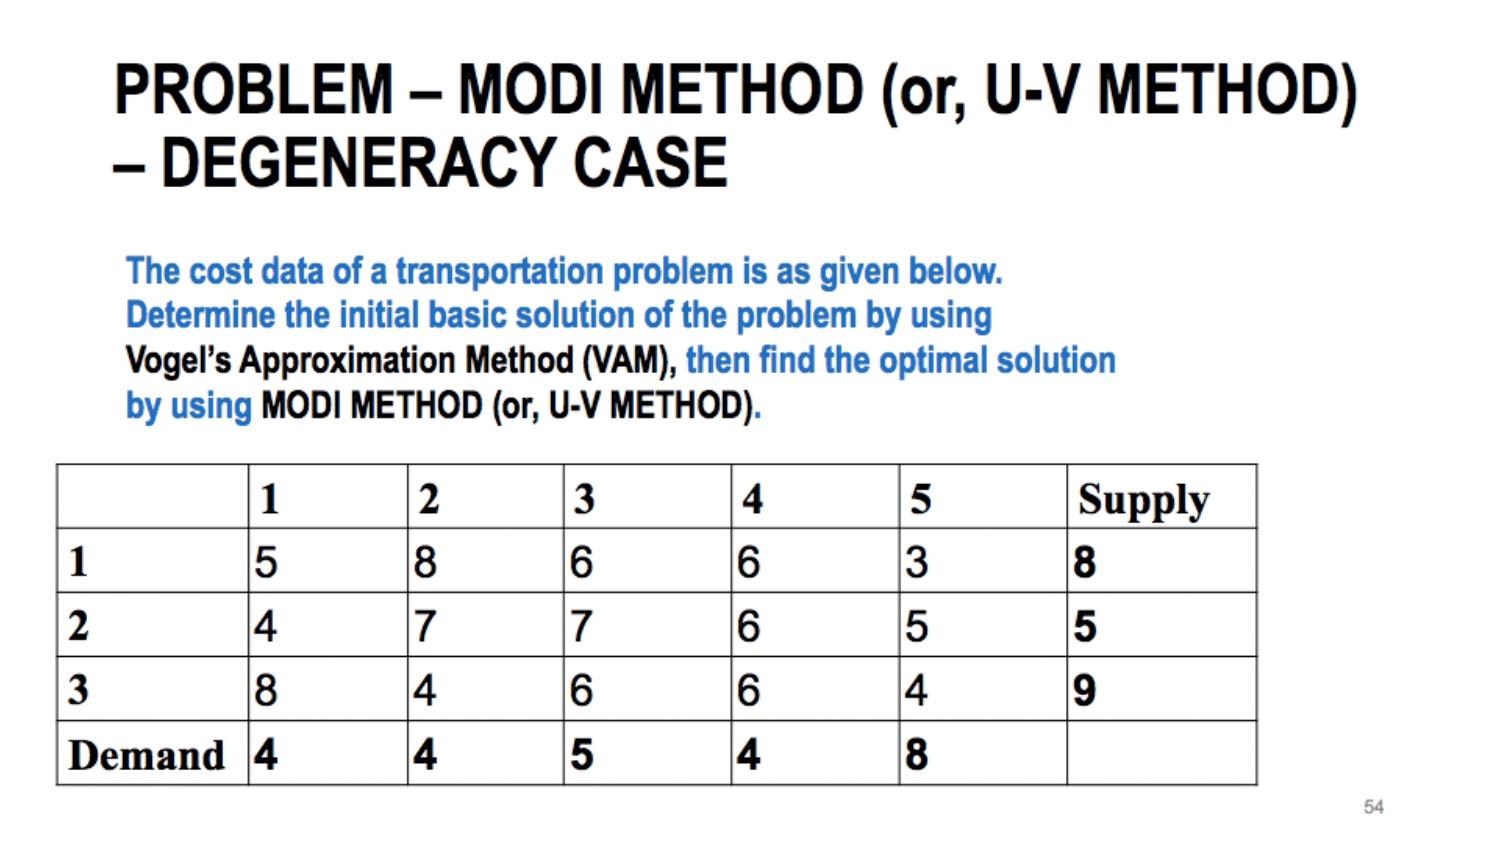 PROBLEM – MODI METHOD (or, U-V METHOD)
– DEGENERACY CASE
The cost data of a transportation problem is as given below.
Determine the initial basic solution of the problem by using
Vogel’s Approximation Method (VAM), then find the optimal solution
by using MODI METHOD (or, U-V METHOD).
1 2 3 4 5 Supply
1 5 8 6 6 3 8
2 4 7 7 6 5 5
3 8 4 6 6 4 9
Demand 4 4 5 4 8
54